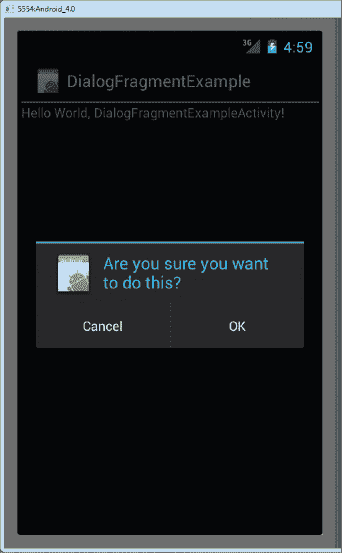 5554:Android_4.0
3G 4:59
DialogFragmentExample
Hello World, DialogFragmentExampleActivity!
Are you sure you want
to do this?
Cancel OK